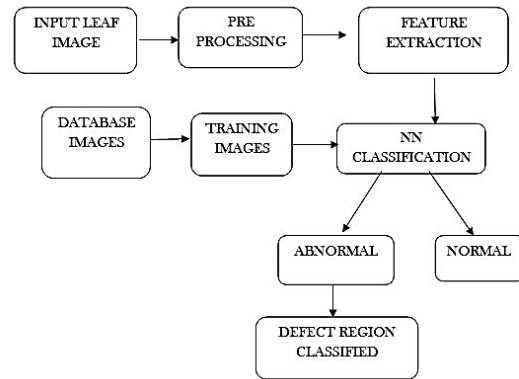 INPUT LEAF
IMAGE
PRE
PROCESSING
FEATURE
EXTRACTION
DATABASE
IMAGES
TRAINING
IMAGES
NN
CLASSIFICATION
ABNORMAL
NORMAL
DEFECT REGION
CLASSIFIED